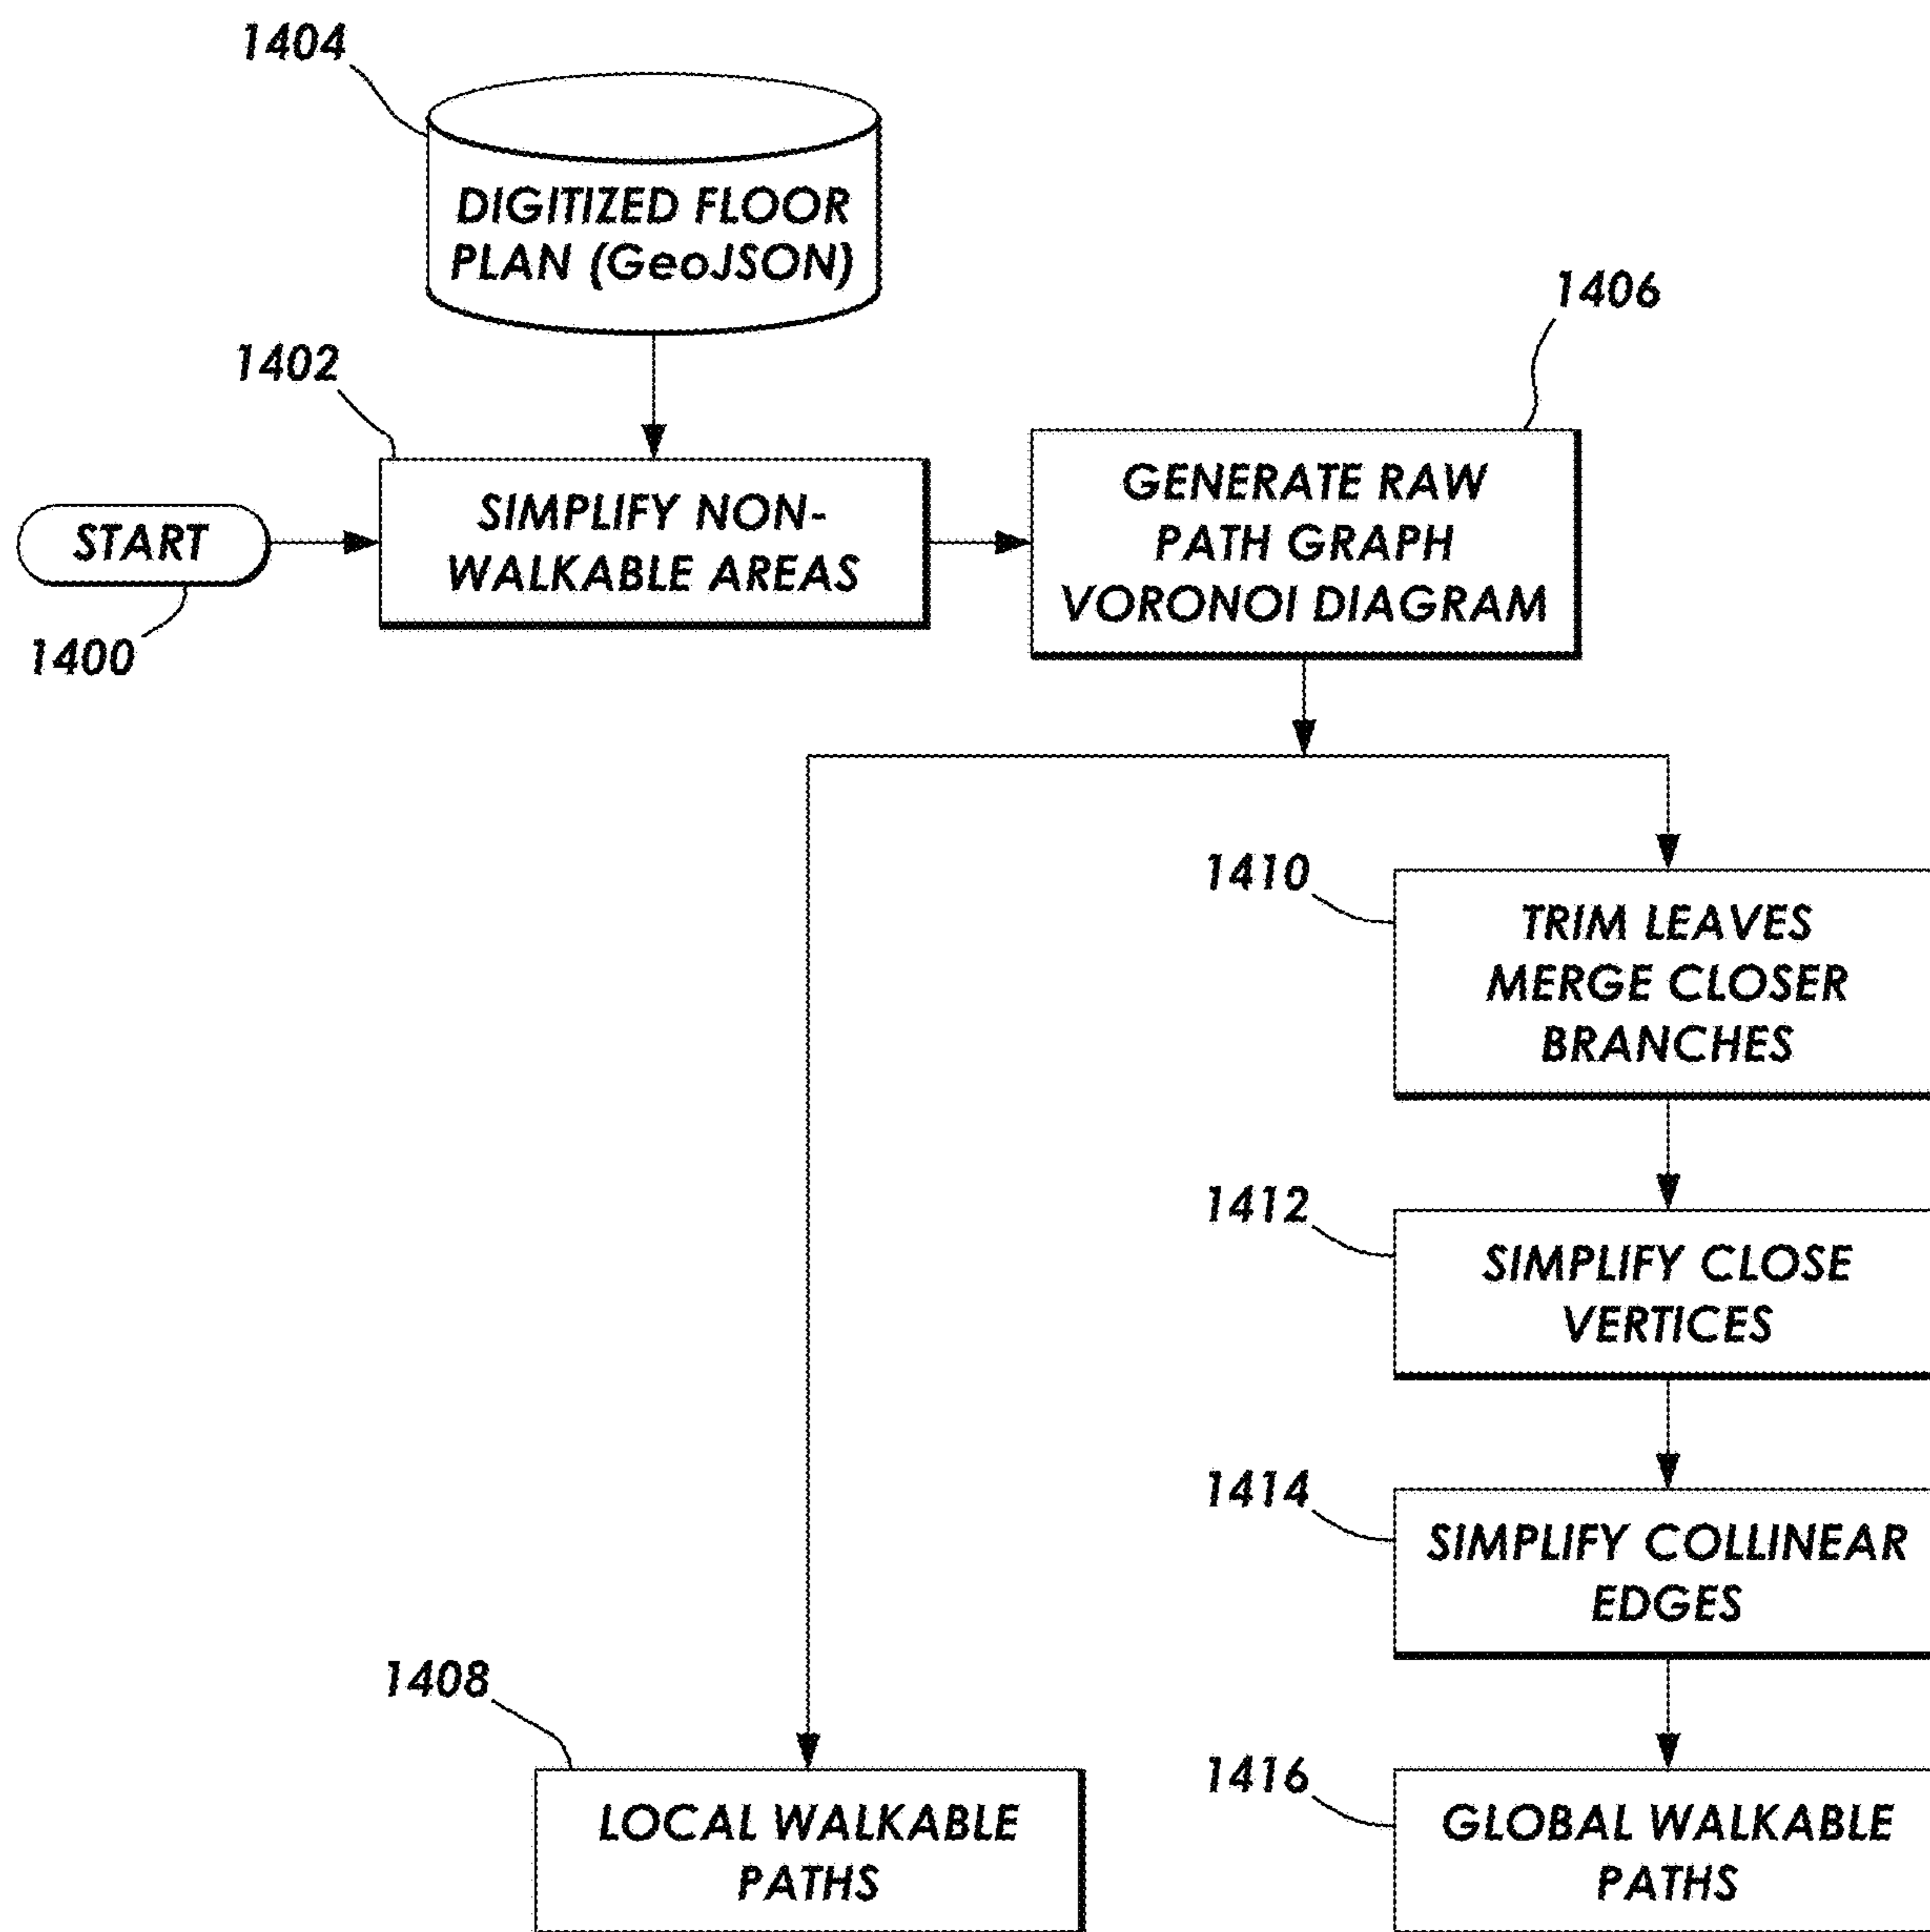 1404
DIGITIZED FLOOR
PLAN (GeoJSON)
1406
1402
START
SIMPLIFY NON-
WALKABLE AREAS
GENERATE RAW
PATH GRAPH
VORONOI DIAGRAM
1400
1410
TRIM LEAVES
MERGE CLOSER
BRANCHES
1412
SIMPLIFY CLOSE
VERTICES
1414
SIMPLIFY COLLINEAR
EDGES
1408
LOCAL WALKABLE
PATHS
1416
GLOBAL WALKABLE
PATHS